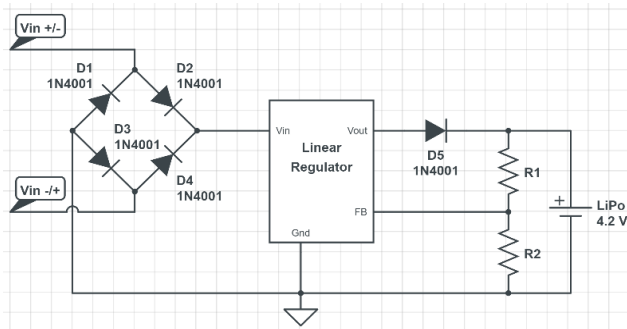 Vin +/-
D1
1N4001
D2
1N4001
D3
1N4001
D4
1N4001
Vin -/+
Vin
Vout
Linear
Regulator
FB
Gnd
D5
1N4001
R1
R2
+
LiPo
4.2 V